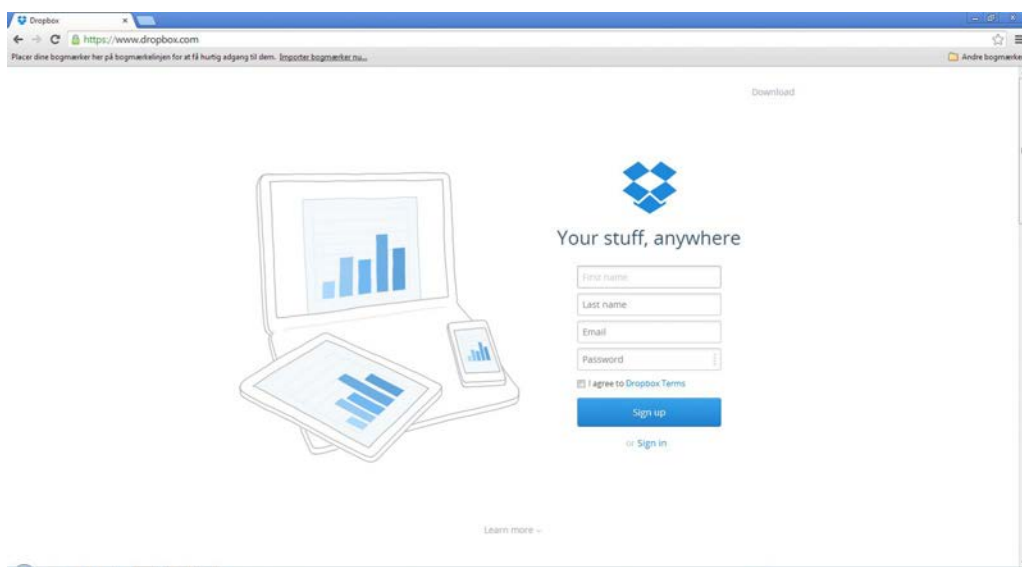 Dropbox
https://www.dropbox.com
Placer dine bogmærker her på bogmærkelinjen for at få hurtig adgang til dem. Importer bogmærker nu...
Andre bogmærke
Download
Your stuff, anywhere
First name
Last name
Email
Password
I agree to Dropbox Terms
Sign up
or Sign in
Learn more